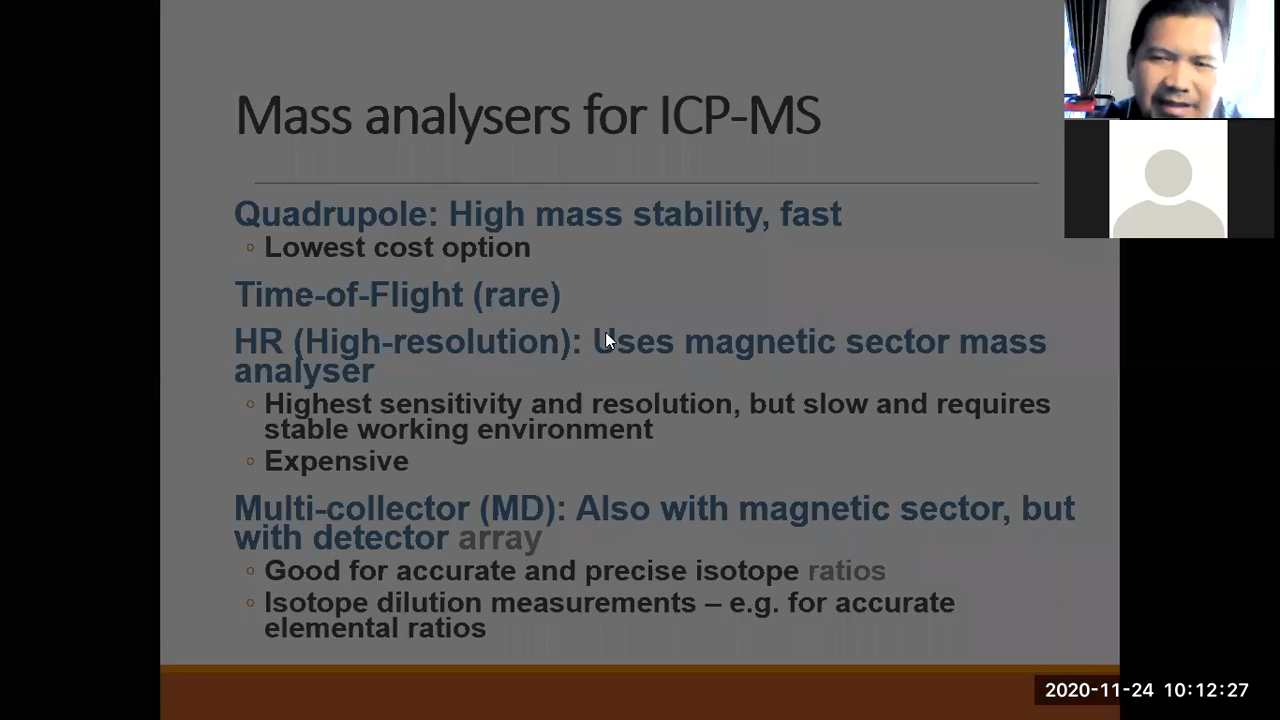 Mass analysers for ICP-MS
Quadrupole: High mass stability, fast
◦ Lowest cost option
Time-of-Flight (rare)
HR (High-resolution): Uses magnetic sector mass
analyser
◦ Highest sensitivity and resolution, but slow and requires
stable working environment
◦ Expensive
Multi-collector (MD): Also with magnetic sector, but
with detector array
◦ Good for accurate and precise isotope ratios
◦ Isotope dilution measurements – e.g. for accurate
elemental ratios
2020-11-24 10:12:27